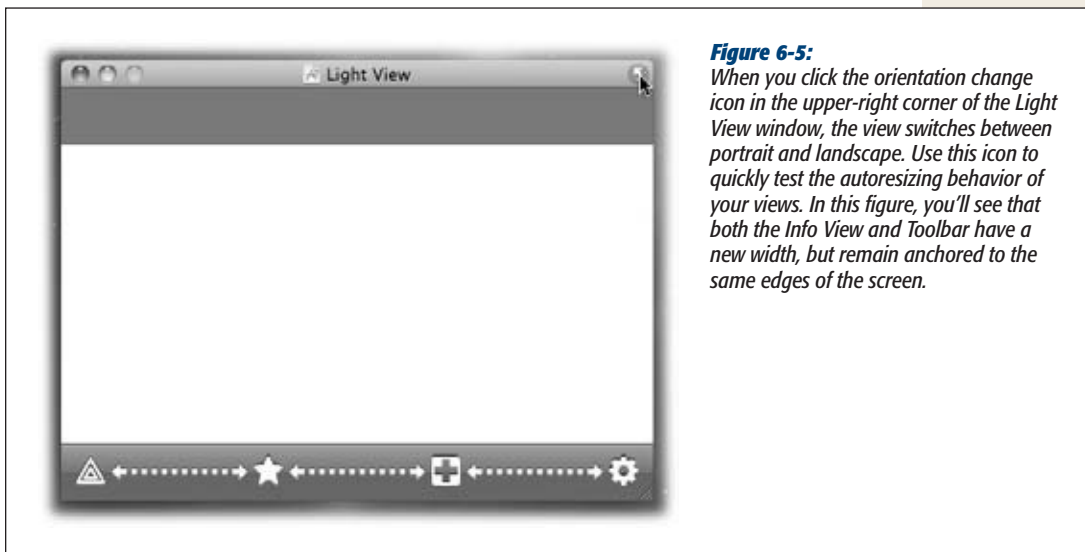 Light View
Figure 6-5:
When you click the orientation change
icon in the upper-right corner of the Light
View window, the view switches between
portrait and landscape. Use this icon to
quickly test the autoresizing behavior of
your views. In this figure, you'll see that
both the Info View and Toolbar have a
new width, but remain anchored to the
same edges of the screen.